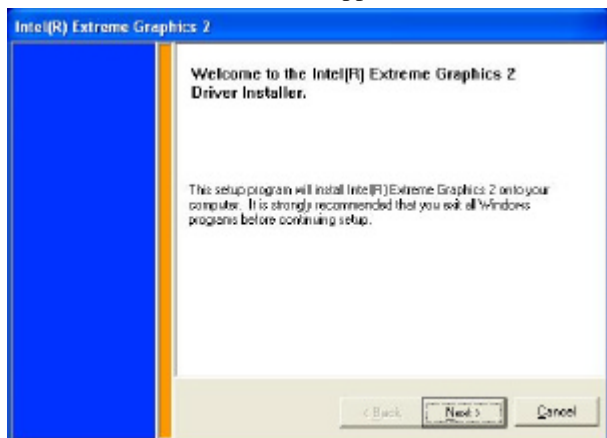 Intel(R) Extreme Graphics 2
Welcome to the Intel(R) Extreme Graphics 2
Driver Installer.
This setup program will install Intel(R) Extreme Graphics 2 onto your
computer. It is strongly recommended that you exit all Windows
programs before continuing setup.
< Back
Next >
Cancel